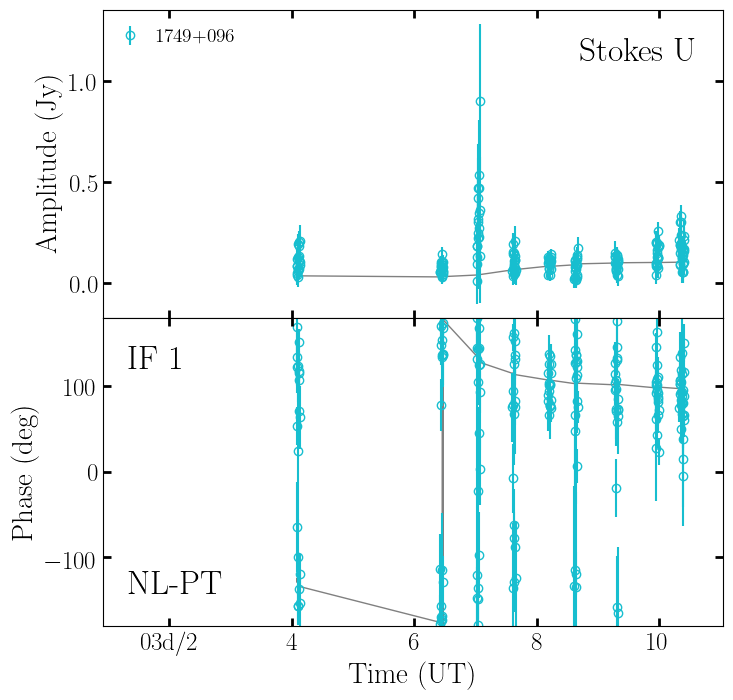 1749+096
Stokes U
1.0
0.5
0.0
Amplitude (Jy)
IF 1
100
0
−100
Phase (deg)
NL-PT
03d/2 4 6 8 10
Time (UT)